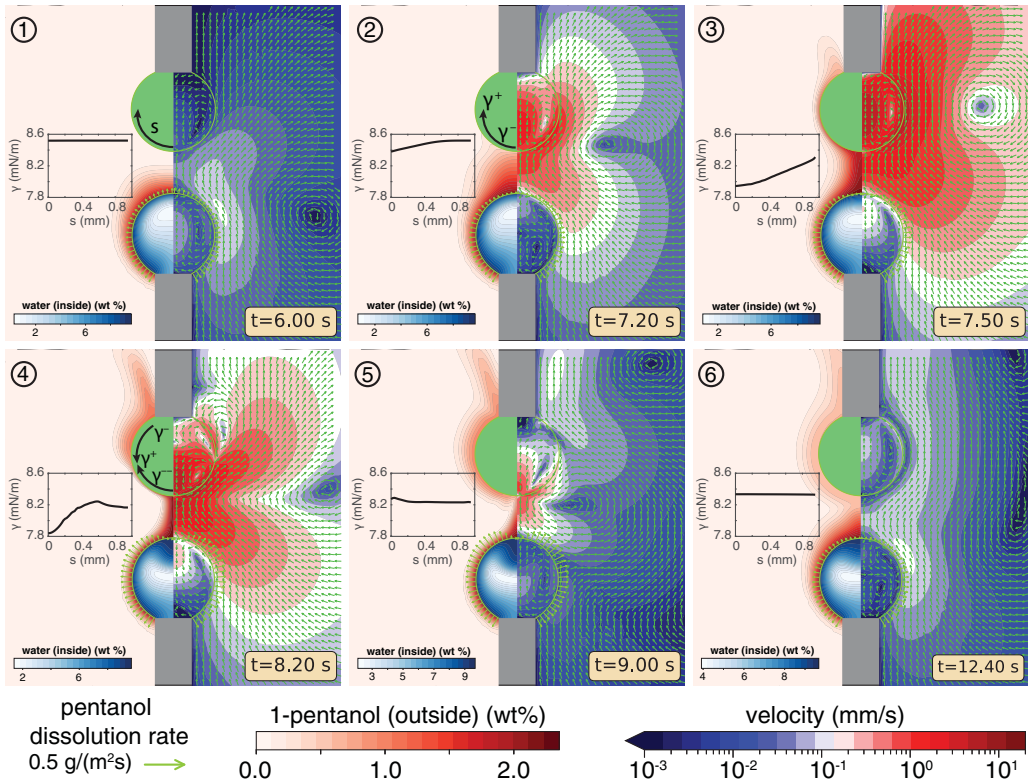 ①
s
8.6
8.2
7.8
γ (mN/m)
0 0.4 0.8
s (mm)
water (inside) (wt %)
2 6
t=6.00 s
②
γ⁺
γ⁻
8.6
8.2
7.8
γ (mN/m)
0 0.4 0.8
s (mm)
water (inside) (wt %)
2 6
t=7.20 s
③
8.6
8.2
7.8
γ (mN/m)
0 0.4 0.8
s (mm)
water (inside) (wt %)
2 6
t=7.50 s
④
γ⁻
γ⁺
γ⁻⁻
8.6
8.2
7.8
γ (mN/m)
0 0.4 0.8
s (mm)
water (inside) (wt %)
2 6
t=8.20 s
⑤
8.6
8.2
7.8
γ (mN/m)
0 0.4 0.8
s (mm)
water (inside) (wt %)
3 5 7 9
t=9.00 s
⑥
8.6
8.2
7.8
γ (mN/m)
0 0.4 0.8
s (mm)
water (inside) (wt %)
4 6 8
t=12.40 s
pentanol
dissolution rate
0.5 g/(m²s)
1-pentanol (outside) (wt%)
0.0 1.0 2.0
velocity (mm/s)
10⁻³ 10⁻² 10⁻¹ 10⁰ 10¹